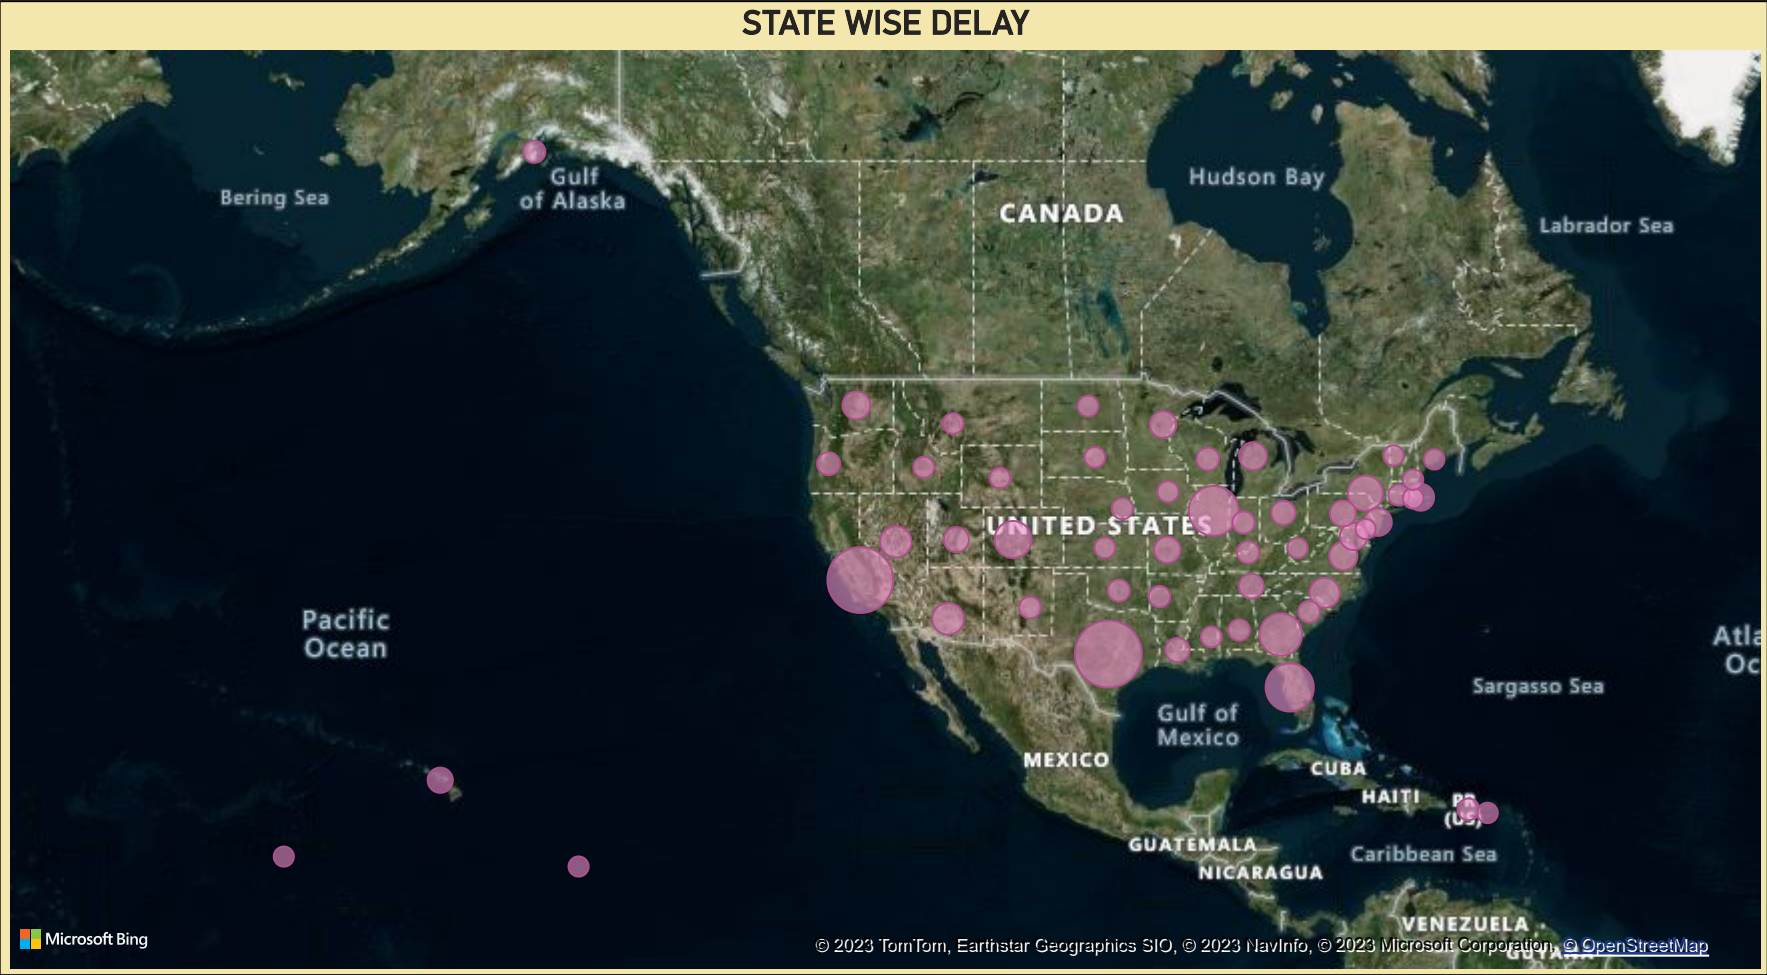 STATE WISE DELAY
Gulf
of Alaska
Bering Sea
Hudson Bay
CANADA
Labrador Sea
UNITED STATES
Pacific
Ocean
Atla
Oc
Sargasso Sea
Gulf of
Mexico
MEXICO
CUBA
HAITI
PR
(US)
GUATEMALA
Caribbean Sea
NICARAGUA
VENEZUELA
Microsoft Bing
© 2023 TomTom, Earthstar Geographics SIO, © 2023 NavInfo, © 2023 Microsoft Corporation, © OpenStreetMap
GUYANA